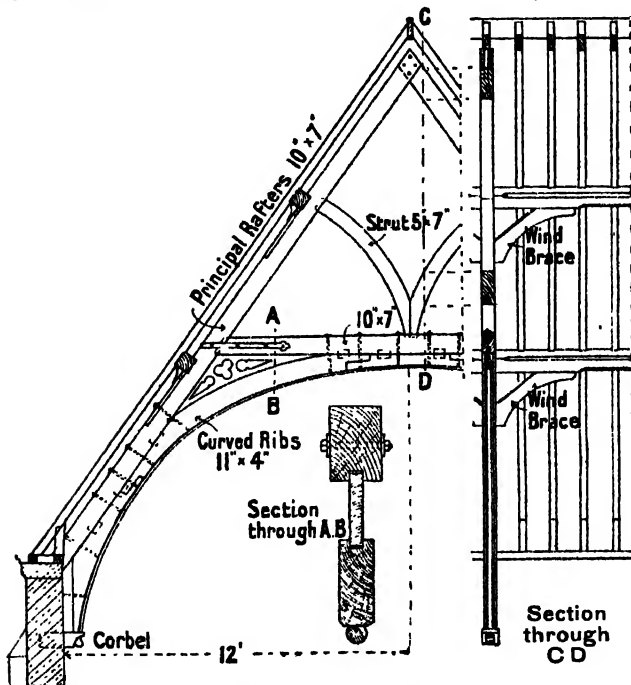 C
Principal Rafters 10" × 7"
Strut 5" × 7"
Wind
Brace
A
10" × 7"
B
D
Wind
Brace
Curved Ribs
11" × 4"
Section
through A.B
Corbel
12'
Section
through
C D